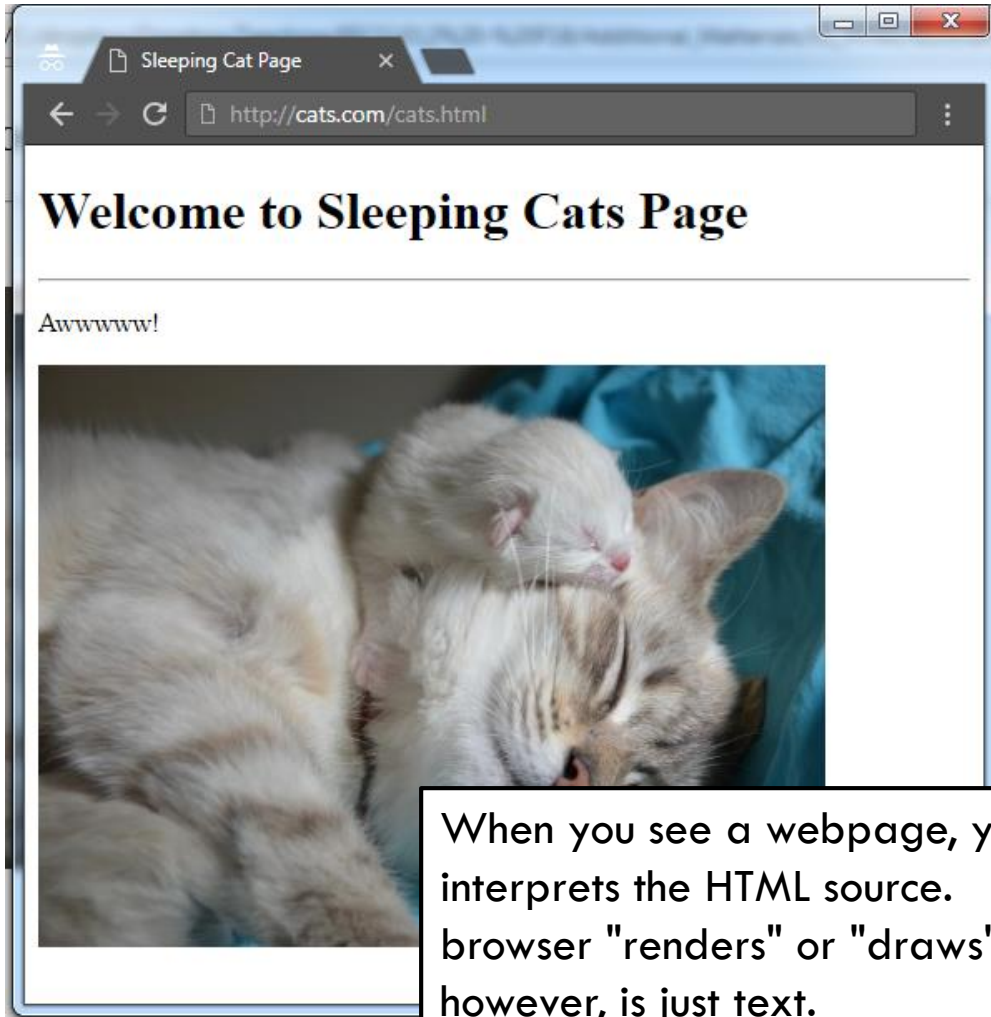 Sleeping Cat Page
http://cats.com/cats.html
Welcome to Sleeping Cats Page
Awwwww!
When you see a webpage, y
interprets the HTML source.
browser "renders" or "draws"
however, is just text.